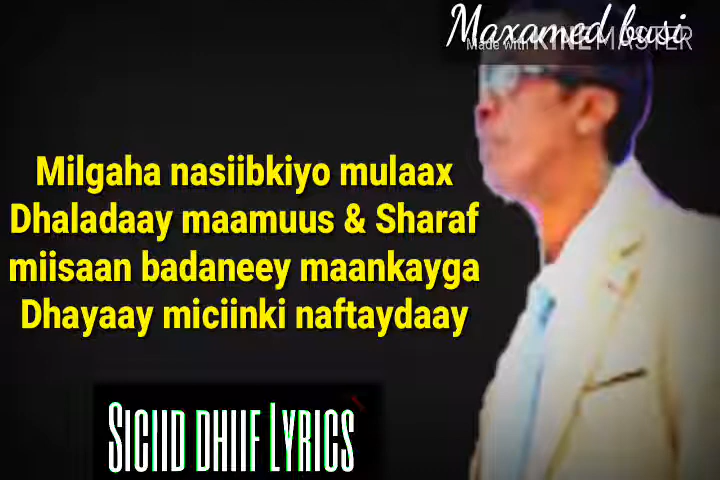 Maxamed busi
Made with KINEMASTER
Milgaha nasiibkiyo mulaax
Dhaladaay maamuus & Sharaf
miisaan badaneey maankayga
Dhayaay miciinki naftaydaay
SICIID DHIIF LYRICS